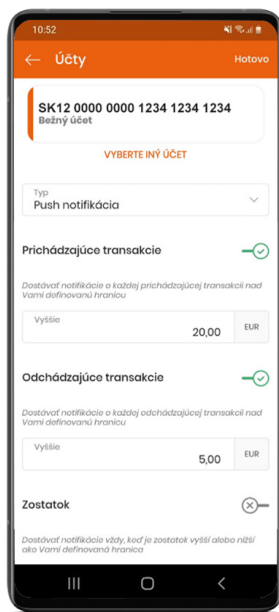 10:52
Účty
Hotovo
SK12 0000 0000 1234 1234 1234
Bežný účet
VYBERTE INÝ ÚČET
Typ
Push notifikácia
Prichádzajúce transakcie
Dostávať notifikácie o každej prichádzajúcej transakcii nad
Vami definovanú hranicu
Vyššie
20,00
EUR
Odchádzajúce transakcie
Dostávať notifikácie o každej odchádzajúcej transakcii nad
Vami definovanú hranicu
Vyššie
5,00
EUR
Zostatok
Dostávať notifikácie vždy, keď je zostatok vyšší alebo nižší
ako Vami definovaná hranica